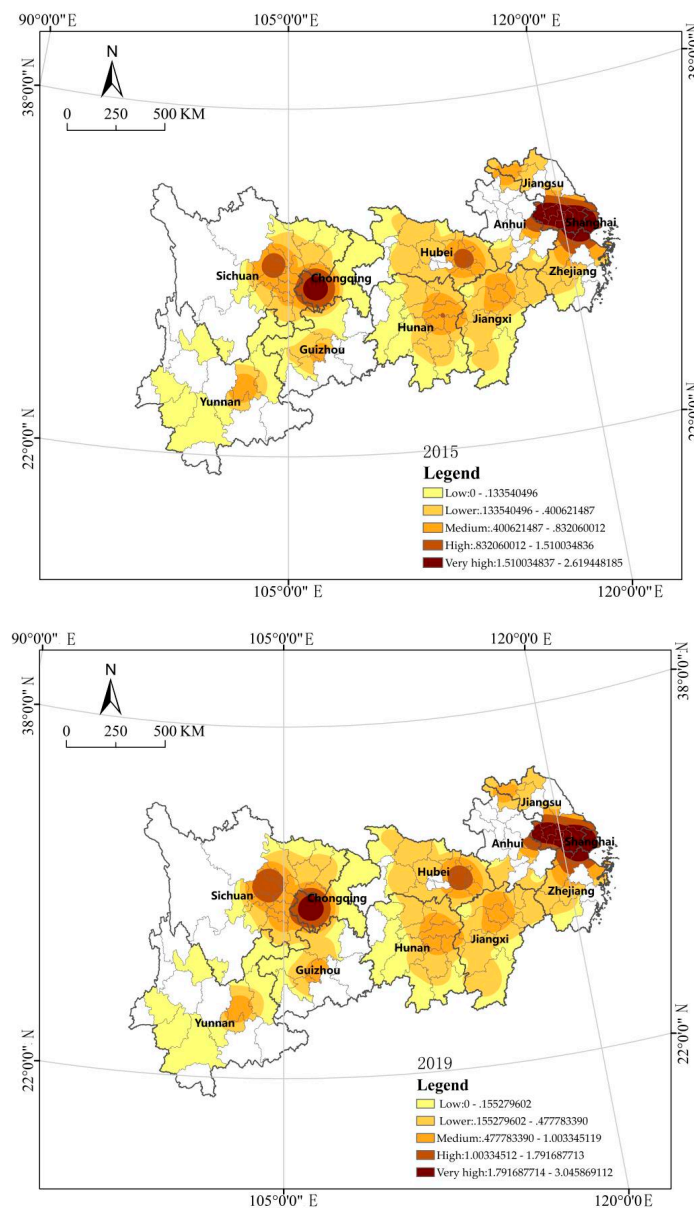 90°0'0" E 105°0'0" E 120°0'0" E
38°0'0" N
38°0'0" N
N
0 250 500 KM
Jiangsu
Anhui
Shanghai
Hubei
Sichuan
Chongqing
Zhejiang
Hunan
Jiangxi
Guizhou
Yunnan
22°0'0" N
22°0'0" N
2015
Legend
Low:0 - .133540496
Lower:.133540496 - .400621487
Medium:.400621487 - .832060012
High:.832060012 - 1.510034836
Very high:1.510034837 - 2.619448185
105°0'0" E 120°0'0" E
90°0'0" E 105°0'0" E 120°0'0" E
38°0'0" N
38°0'0" N
N
0 250 500 KM
Jiangsu
Anhui
Shanghai
Hubei
Sichuan
Chongqing
Zhejiang
Hunan
Jiangxi
Guizhou
Yunnan
22°0'0" N
22°0'0" N
2019
Legend
Low:0 - .155279602
Lower:.155279602 - .477783390
Medium:.477783390 - 1.003345119
High:1.00334512 - 1.791687713
Very high:1.791687714 - 3.045869112
105°0'0" E 120°0'0" E